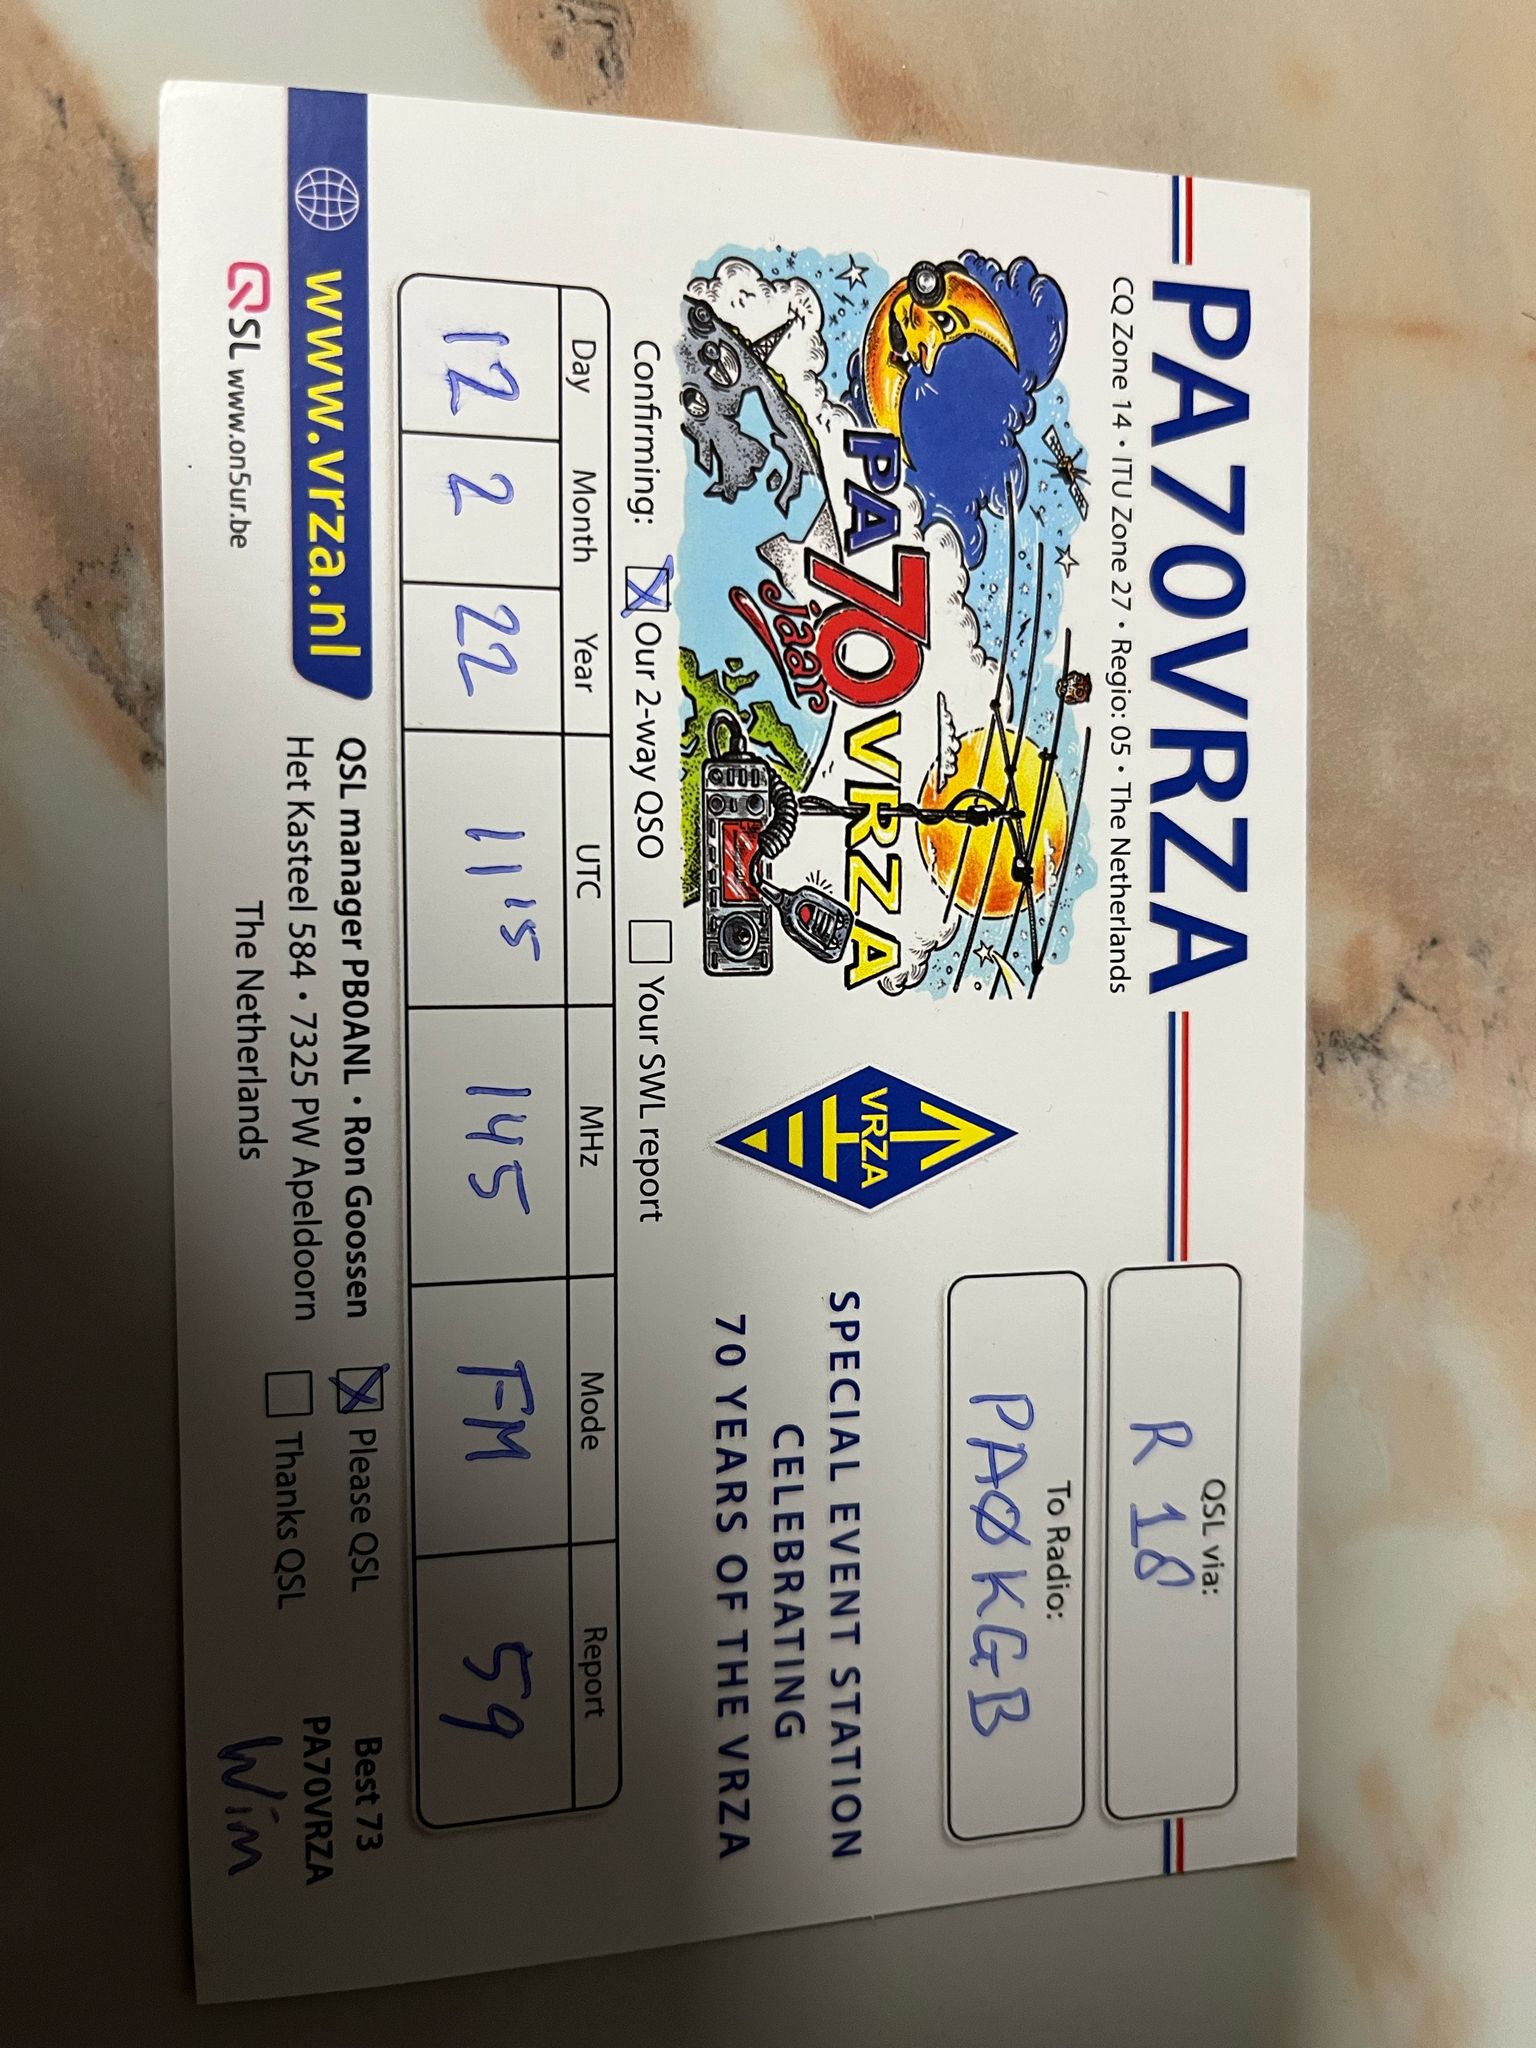 PA70VRZA
CQ Zone 14 • ITU Zone 27 • Regio: 05 • The Netherlands
QSL via:
R 18
To Radio:
PAØKGB
PA 70 VRZA
jaar
VRZA
SPECIAL EVENT STATION
CELEBRATING
70 YEARS OF THE VRZA
Confirming: ☒ Our 2-way QSO ☐ Your SWL report
Day Month Year UTC MHz Mode Report
12 2 22 11 15 145 FM 59
www.vrza.nl
QSL www.on5ur.be
QSL manager PB0ANL • Ron Goossen
Het Kasteel 584 • 7325 PW Apeldoorn
The Netherlands
☒ Please QSL
☐ Thanks QSL
Best 73
PA70VRZA
Wim